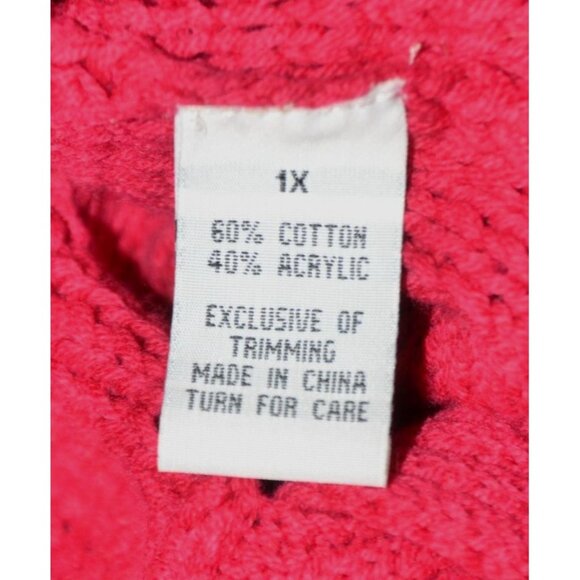 1X
60% COTTON
40% ACRYLIC
EXCLUSIVE OF
TRIMMING
MADE IN CHINA
TURN FOR CARE